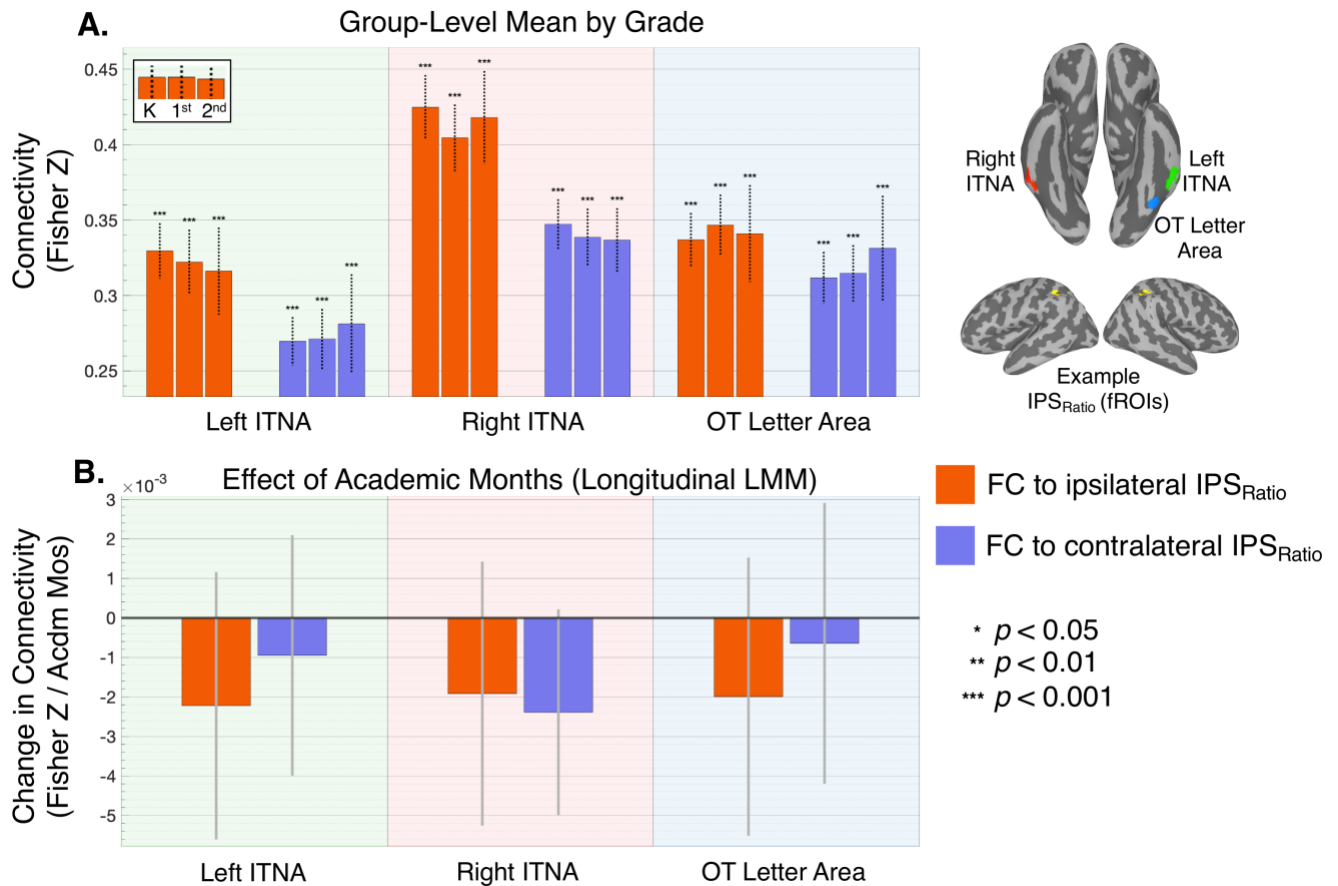 A.
Group-Level Mean by Grade
Connectivity
(Fisher Z)
0.45
0.4
0.35
0.3
0.25
K 1st 2nd
*** *** ***
*** *** ***
*** *** ***
*** *** ***
*** *** ***
*** *** ***
Left ITNA
Right ITNA
OT Letter Area
Right
ITNA
Left
ITNA
OT Letter
Area
Example
IPSRatio (fROIs)
B.
Effect of Academic Months (Longitudinal LMM)
×10-3
Change in Connectivity
(Fisher Z / Acdm Mos)
3
2
1
0
-1
-2
-3
-4
-5
Left ITNA
Right ITNA
OT Letter Area
FC to ipsilateral IPSRatio
FC to contralateral IPSRatio
* p < 0.05
** p < 0.01
*** p < 0.001